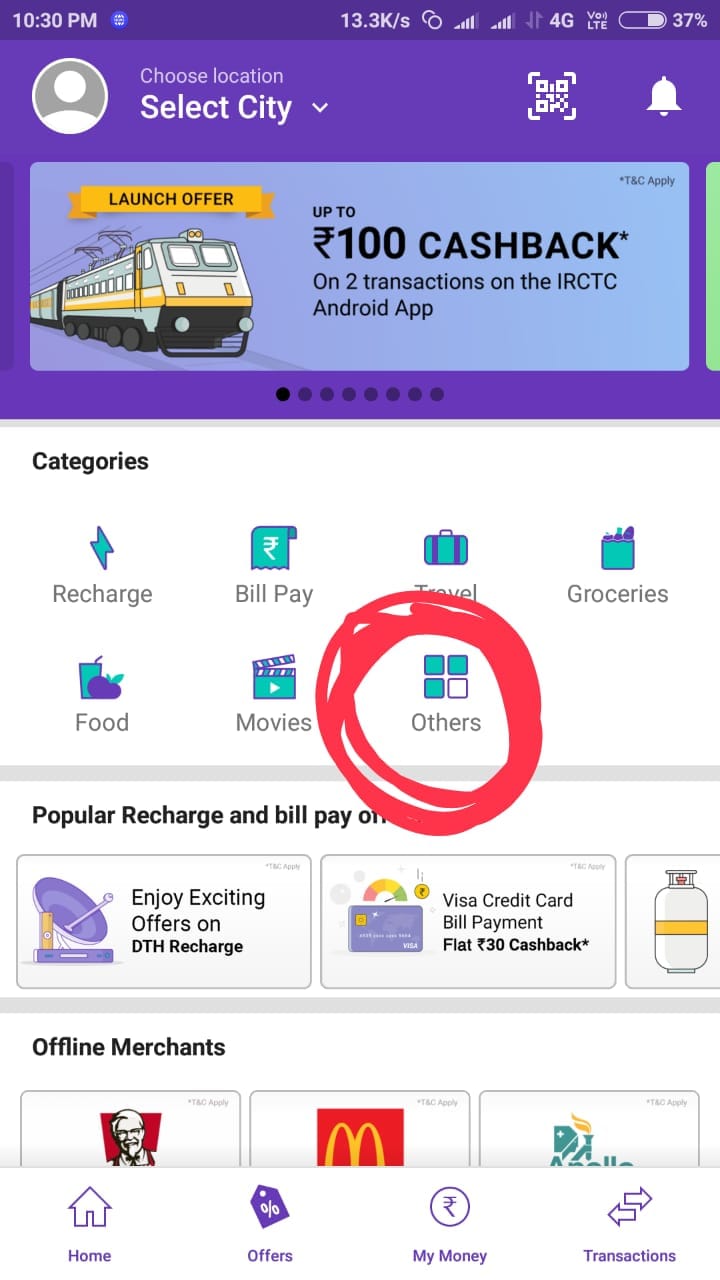 10:30 PM
13.3K/s
4G
Vo))
LTE
37%
Choose location
Select City
*T&C Apply
LAUNCH OFFER
UP TO
₹100 CASHBACK*
On 2 transactions on the IRCTC
Android App
Categories
Recharge
Bill Pay
Travel
Groceries
Food
Movies
Others
Popular Recharge and bill pay
*T&C Apply
Enjoy Exciting
Offers on
DTH Recharge
*T&C Apply
Visa Credit Card
Bill Payment
Flat ₹30 Cashback*
VISA
Offline Merchants
*T&C Apply
*T&C Apply
*T&C Apply
Apollo
Home
Offers
My Money
Transactions